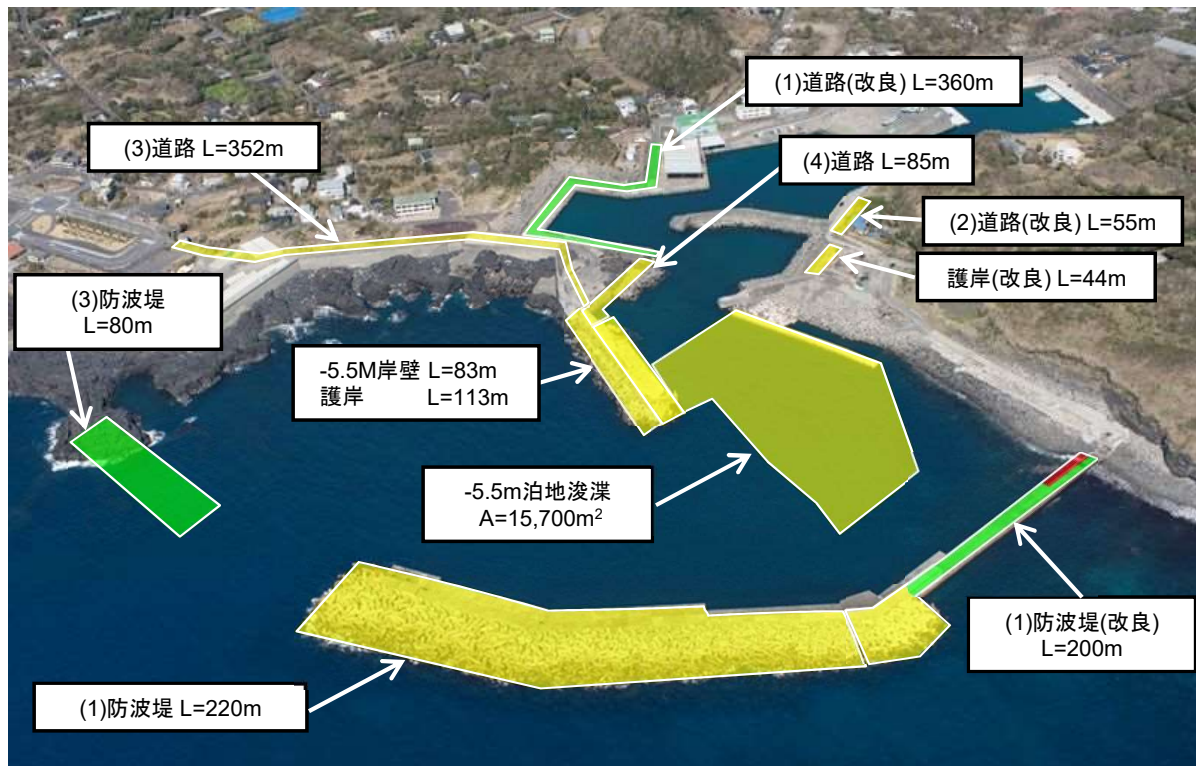 (1)道路(改良) L=360m
(3)道路 L=352m
(4)道路 L=85m
(2)道路(改良) L=55m
護岸(改良) L=44m
(3)防波堤
L=80m
-5.5M岸壁 L=83m
護岸 L=113m
-5.5m泊地浚渫
A=15,700m²
(1)防波堤(改良)
L=200m
(1)防波堤 L=220m